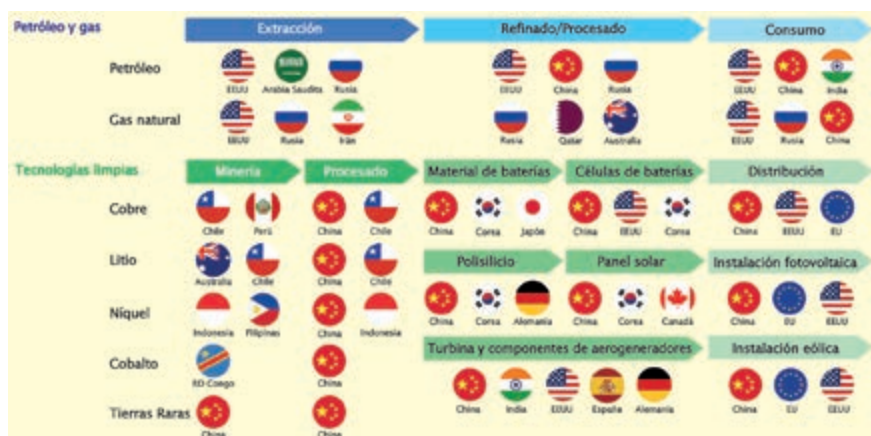 Petróleo y gas Extracción Refinado/Procesado Consumo
Petróleo
EEUU Arabia Saudita Rusia EEUU China Rusia EEUU China India
Gas natural
EEUU Rusia Irán Rusia Qatar Australia EEUU Rusia China
Tecnologías limpias Minería Procesado Material de baterías Células de baterías Distribución
Cobre
Chile Perú China Chile China Corea Japón China EEUU Corea China EEUU EU
Litio
Australia Chile China Chile
Polisilicio Panel solar Instalación fotovoltaica
Níquel
Indonesia Filipinas China Indonesia China Corea Alemania China Corea Canadá China EU EEUU
Turbina y componentes de aerogeneradores Instalación eólica
Cobalto
RD Congo China
China India EEUU España Alemania China EU EEUU
Tierras Raras
China China